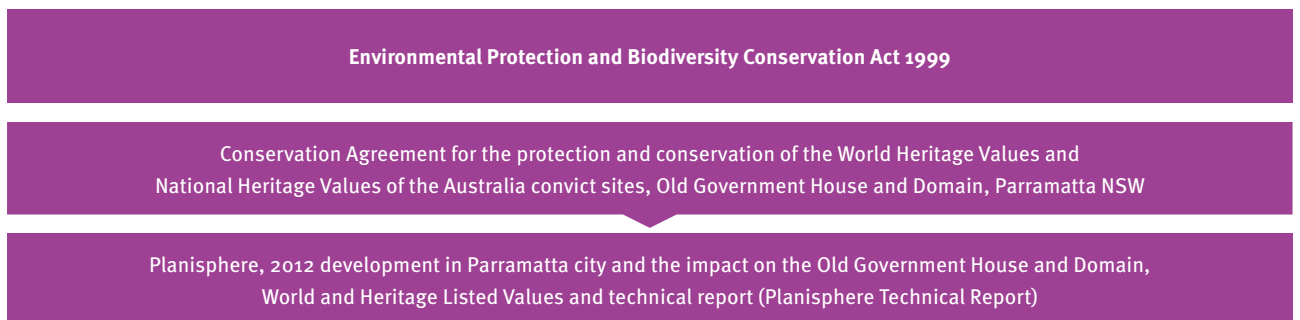 Environmental Protection and Biodiversity Conservation Act 1999
Conservation Agreement for the protection and conservation of the World Heritage Values and
National Heritage Values of the Australia convict sites, Old Government House and Domain, Parramatta NSW
Planisphere, 2012 development in Parramatta city and the impact on the Old Government House and Domain,
World and Heritage Listed Values and technical report (Planisphere Technical Report)